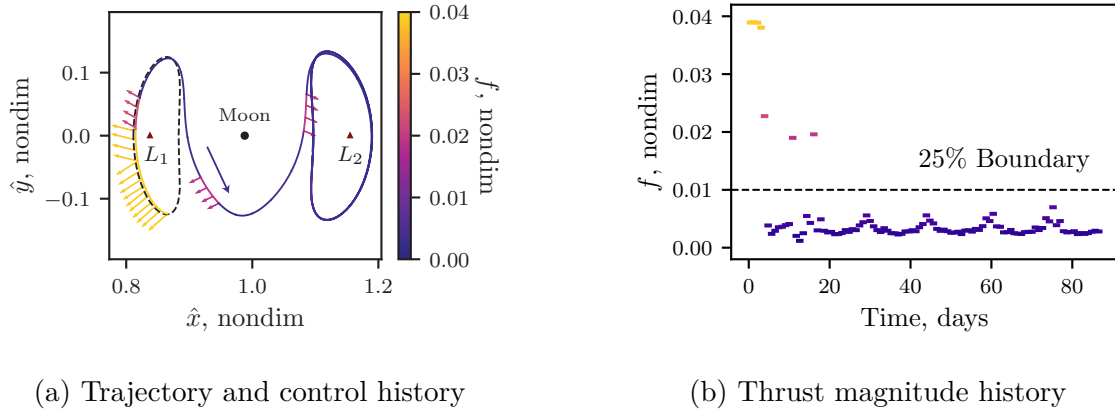 0.1
0.0
−0.1
ŷ, nondim
Moon
L1
L2
0.8
1.0
1.2
x̂, nondim
0.04
0.03
0.02
0.01
0.00
f, nondim
(a) Trajectory and control history
0.04
0.03
0.02
0.01
0.00
f, nondim
25% Boundary
0
20
40
60
80
Time, days
(b) Thrust magnitude history